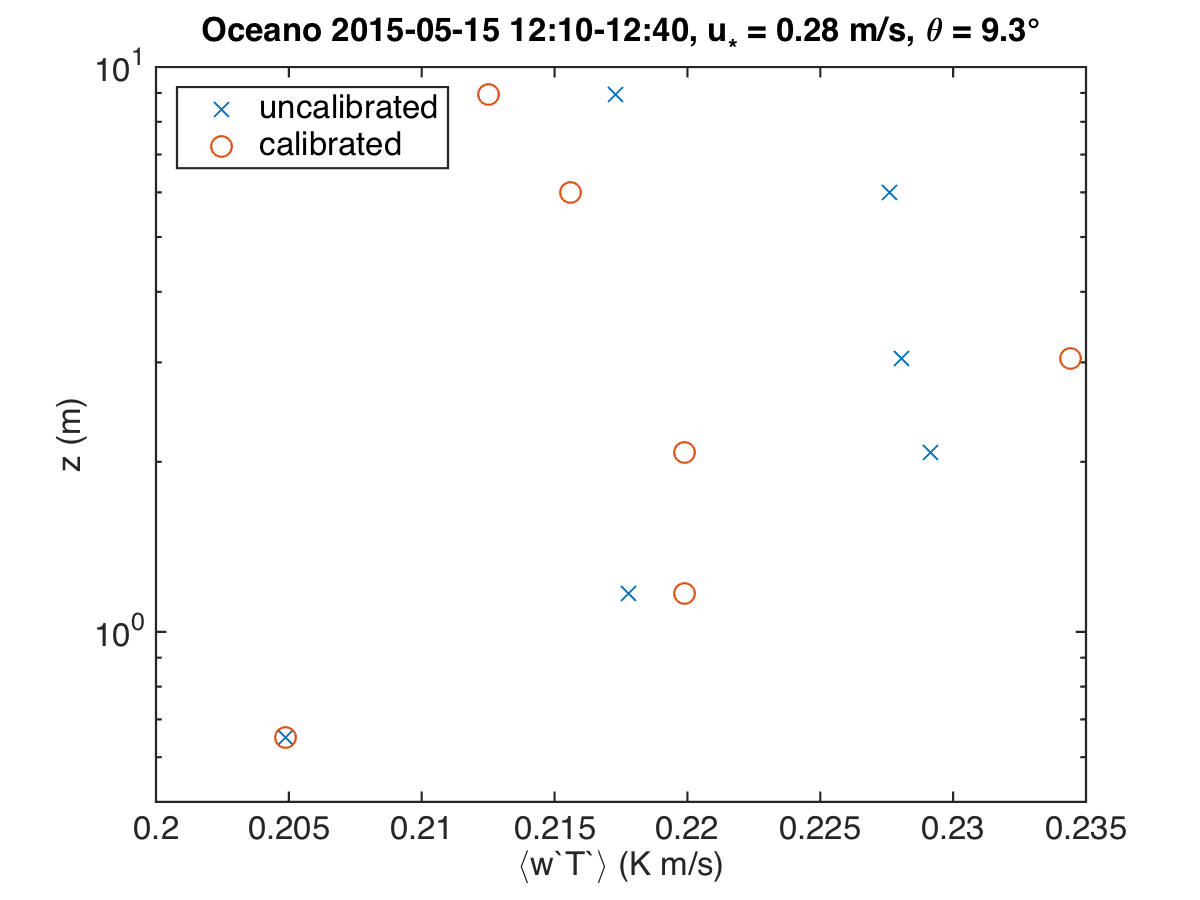 Oceano 2015-05-15 12:10-12:40, u* = 0.28 m/s, θ = 9.3°
10¹
uncalibrated
calibrated
z (m)
10⁰
0.2 0.205 0.21 0.215 0.22 0.225 0.23 0.235
⟨w`T`⟩ (K m/s)